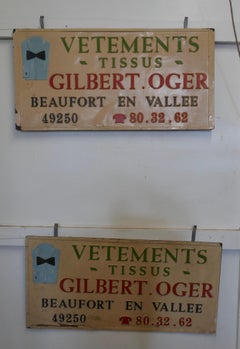 VETEMENTS
- TISSUS -
GILBERT.OGER
BEAUFORT EN VALLEE
49250 ☎ 80.32.62
VETEMENTS
- TISSUS -
GILBERT.OGER
BEAUFORT EN VALLEE
49250 ☎ 80.32.62